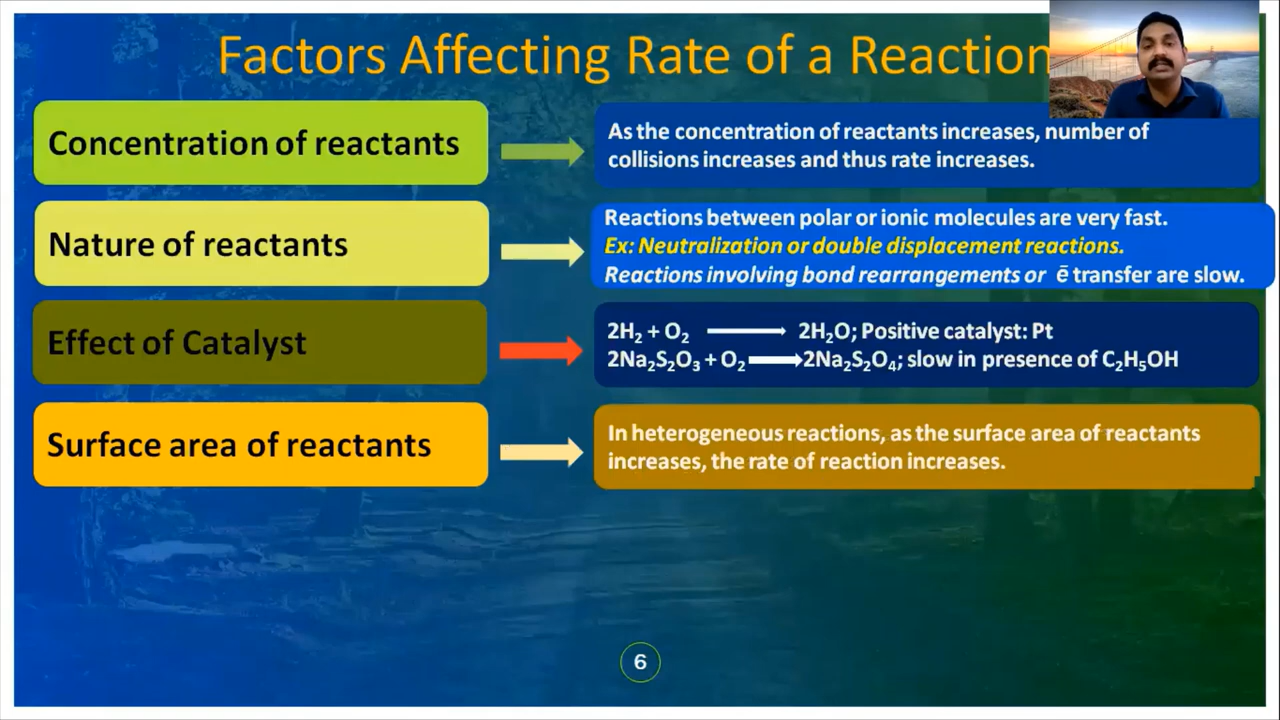 Factors Affecting Rate of a Reaction
Concentration of reactants
As the concentration of reactants increases, number of
collisions increases and thus rate increases.
Nature of reactants
Reactions between polar or ionic molecules are very fast.
Ex: Neutralization or double displacement reactions.
Reactions involving bond rearrangements or ē transfer are slow.
Effect of Catalyst
2H₂ + O₂ ⟶ 2H₂O; Positive catalyst: Pt
2Na₂S₂O₃ + O₂ ⟶ 2Na₂S₂O₄; slow in presence of C₂H₅OH
Surface area of reactants
In heterogeneous reactions, as the surface area of reactants
increases, the rate of reaction increases.
6